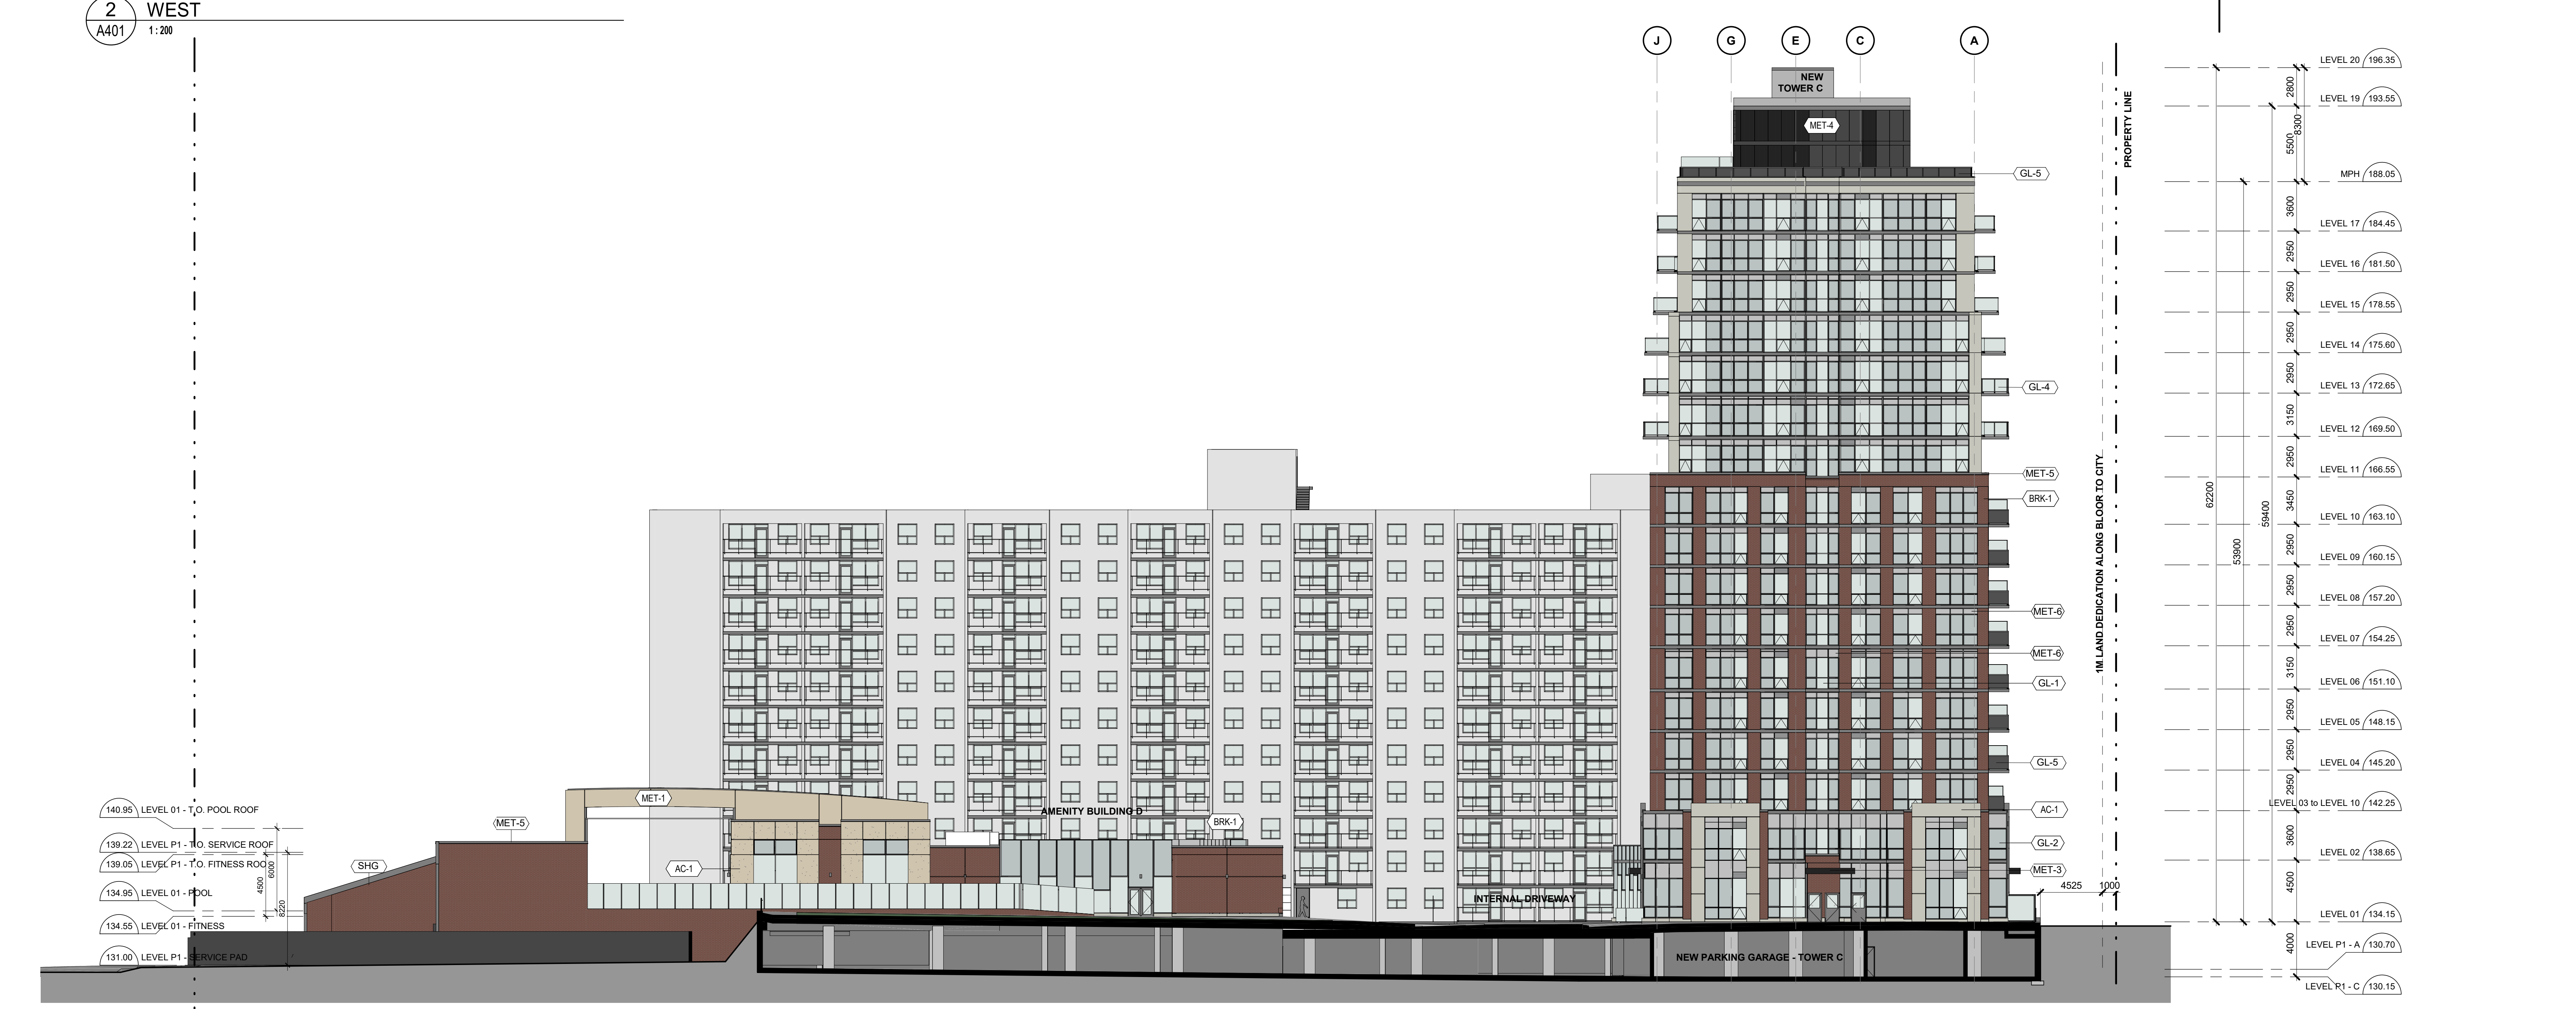 2 WEST
A401 1 : 200
J G E C A
NEW
TOWER C
MET-4
GL-5
GL-4
MET-5
BRK-1
MET-6
MET-6
GL-1
GL-5
AC-1
GL-2
MET-3
PROPERTY LINE
1M LAND DEDICATION ALONG BLOOR TO CITY
4525 1000
MET-1
MET-5
SHG
AC-1
BRK-1
AMENITY BUILDING D
INTERNAL DRIVEWAY
NEW PARKING GARAGE - TOWER C
140.95 LEVEL 01 - T.O. POOL ROOF
139.22 LEVEL P1 - T.O. SERVICE ROOF
139.05 LEVEL P1 - T.O. FITNESS ROO
134.95 LEVEL 01 - POOL
134.55 LEVEL 01 - FITNESS
131.00 LEVEL P1 - SERVICE PAD
4500
6000
8220
62200
53900
59400
8300
2800
5500
3600
2950
2950
2950
2950
3150
2950
3450
2950
2950
2950
3150
2950
2950
2950
3600
4500
4000
LEVEL 20 196.35
LEVEL 19 193.55
MPH 188.05
LEVEL 17 184.45
LEVEL 16 181.50
LEVEL 15 178.55
LEVEL 14 175.60
LEVEL 13 172.65
LEVEL 12 169.50
LEVEL 11 166.55
LEVEL 10 163.10
LEVEL 09 160.15
LEVEL 08 157.20
LEVEL 07 154.25
LEVEL 06 151.10
LEVEL 05 148.15
LEVEL 04 145.20
LEVEL 03 to LEVEL 10 142.25
LEVEL 02 138.65
LEVEL 01 134.15
LEVEL P1 - A 130.70
LEVEL P1 - C 130.15